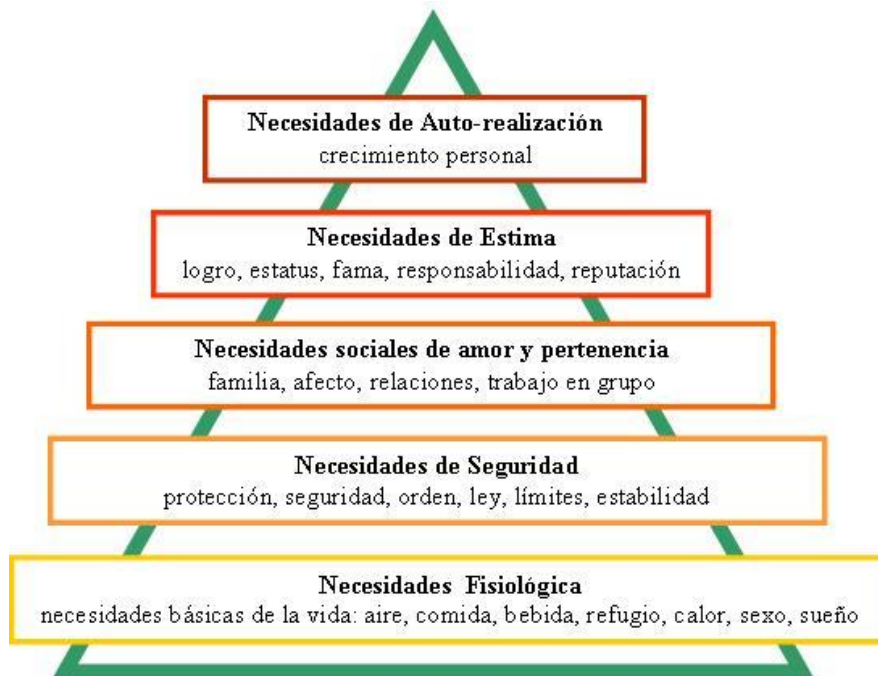 Necesidades de Auto-realización
crecimiento personal
Necesidades de Estima
logro, estatus, fama, responsabilidad, reputación
Necesidades sociales de amor y pertenencia
familia, afecto, relaciones, trabajo en grupo
Necesidades de Seguridad
protección, seguridad, orden, ley, límites, estabilidad
Necesidades Fisiológica
necesidades básicas de la vida: aire, comida, bebida, refugio, calor, sexo, sueño